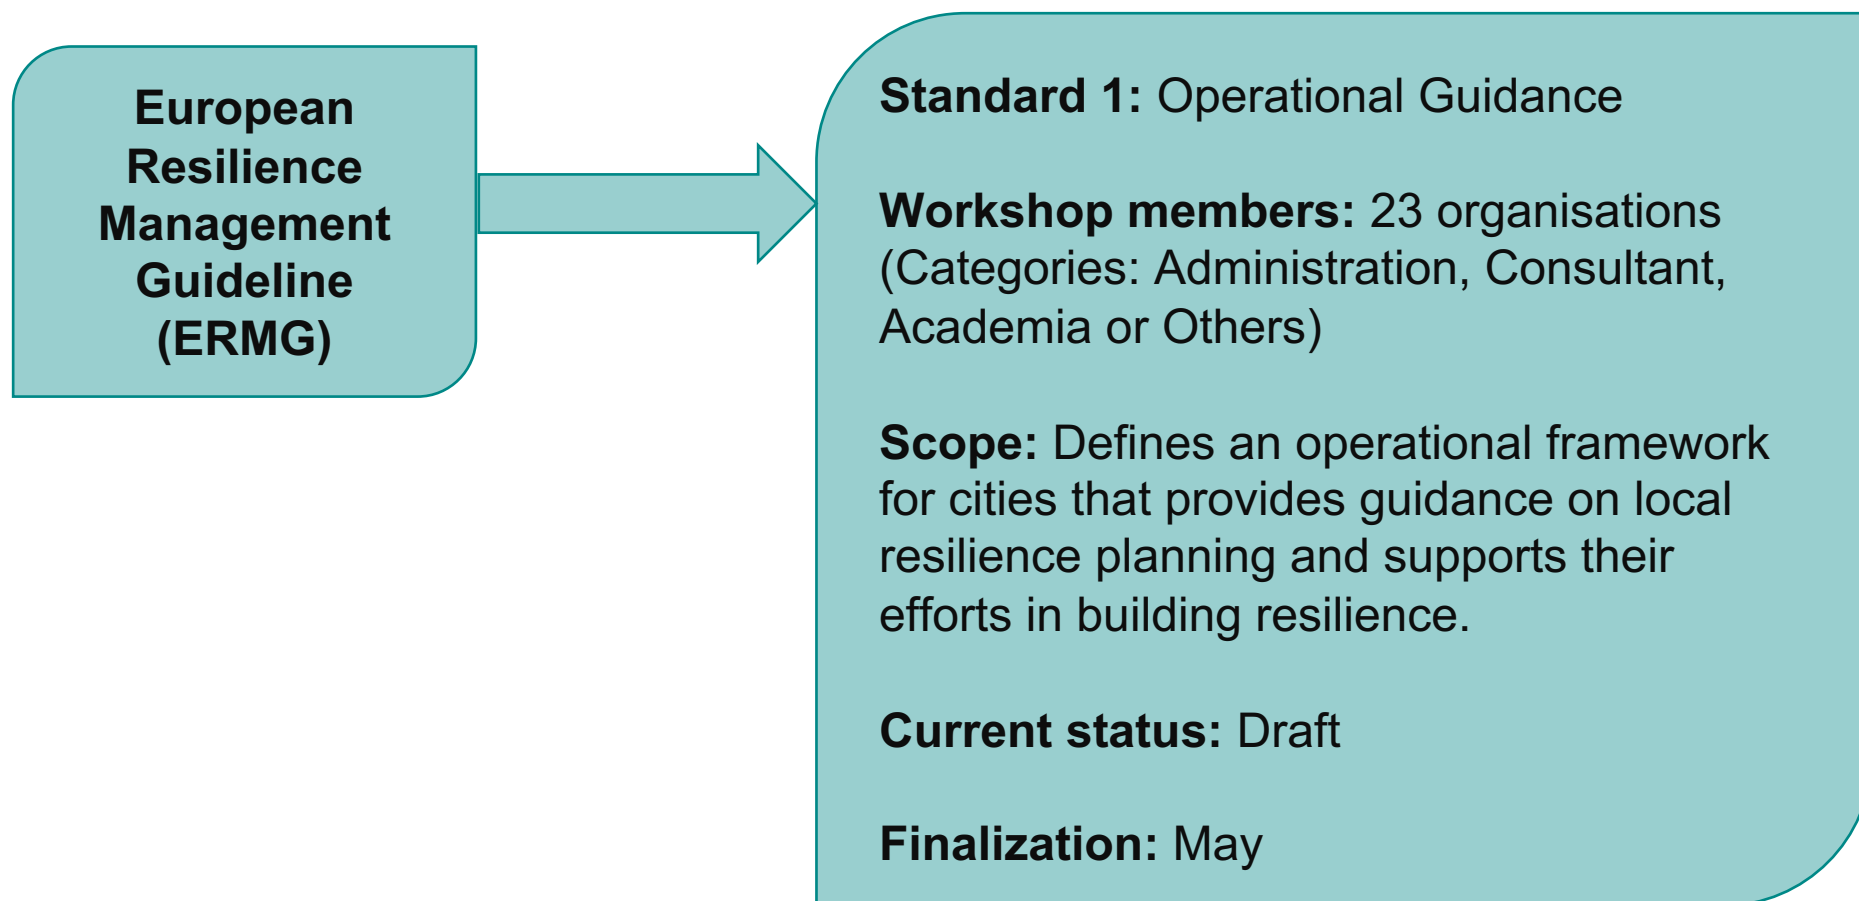 European
Resilience
Management
Guideline
(ERMG)
Standard 1: Operational Guidance
Workshop members: 23 organisations
(Categories: Administration, Consultant,
Academia or Others)
Scope: Defines an operational framework
for cities that provides guidance on local
resilience planning and supports their
efforts in building resilience.
Current status: Draft
Finalization: May